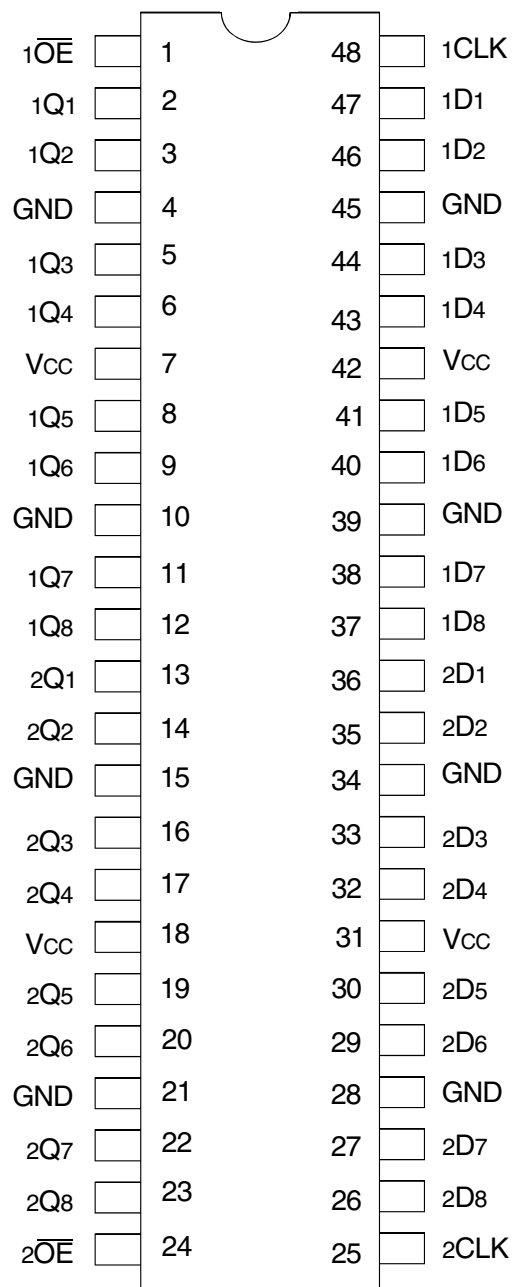 1O̅E̅ 1 48 1CLK
1Q1 2 47 1D1
1Q2 3 46 1D2
GND 4 45 GND
1Q3 5 44 1D3
1Q4 6 43 1D4
VCC 7 42 VCC
1Q5 8 41 1D5
1Q6 9 40 1D6
GND 10 39 GND
1Q7 11 38 1D7
1Q8 12 37 1D8
2Q1 13 36 2D1
2Q2 14 35 2D2
GND 15 34 GND
2Q3 16 33 2D3
2Q4 17 32 2D4
VCC 18 31 VCC
2Q5 19 30 2D5
2Q6 20 29 2D6
GND 21 28 GND
2Q7 22 27 2D7
2Q8 23 26 2D8
2O̅E̅ 24 25 2CLK